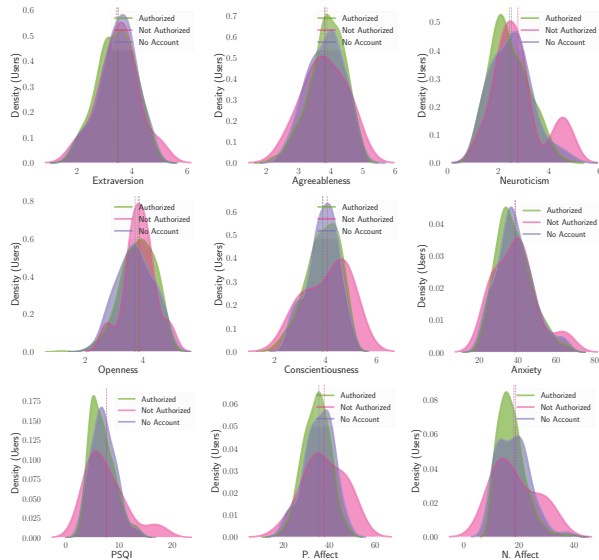 Density (Users)
0.6
0.5
0.4
0.3
0.2
0.1
0.0
2
4
6
Extraversion
Authorized
Not Authorized
No Account
Density (Users)
0.7
0.6
0.5
0.4
0.3
0.2
0.1
0.0
2
3
4
5
6
Agreeableness
Authorized
Not Authorized
No Account
Density (Users)
0.5
0.4
0.3
0.2
0.1
0.0
0
2
4
6
Neuroticism
Authorized
Not Authorized
No Account
Density (Users)
0.8
0.6
0.4
0.2
0.0
2
4
Openness
Authorized
Not Authorized
No Account
Density (Users)
0.6
0.5
0.4
0.3
0.2
0.1
0.0
2
4
6
Conscientiousness
Authorized
Not Authorized
No Account
Density (Users)
0.04
0.03
0.02
0.01
0.00
20
40
60
80
Anxiety
Authorized
Not Authorized
No Account
Density (Users)
0.175
0.150
0.125
0.100
0.075
0.050
0.025
0.000
0
10
20
PSQI
Authorized
Not Authorized
No Account
Density (Users)
0.06
0.05
0.04
0.03
0.02
0.01
0.00
20
40
60
P. Affect
Authorized
Not Authorized
No Account
Density (Users)
0.08
0.06
0.04
0.02
0.00
0
20
40
N. Affect
Authorized
Not Authorized
No Account